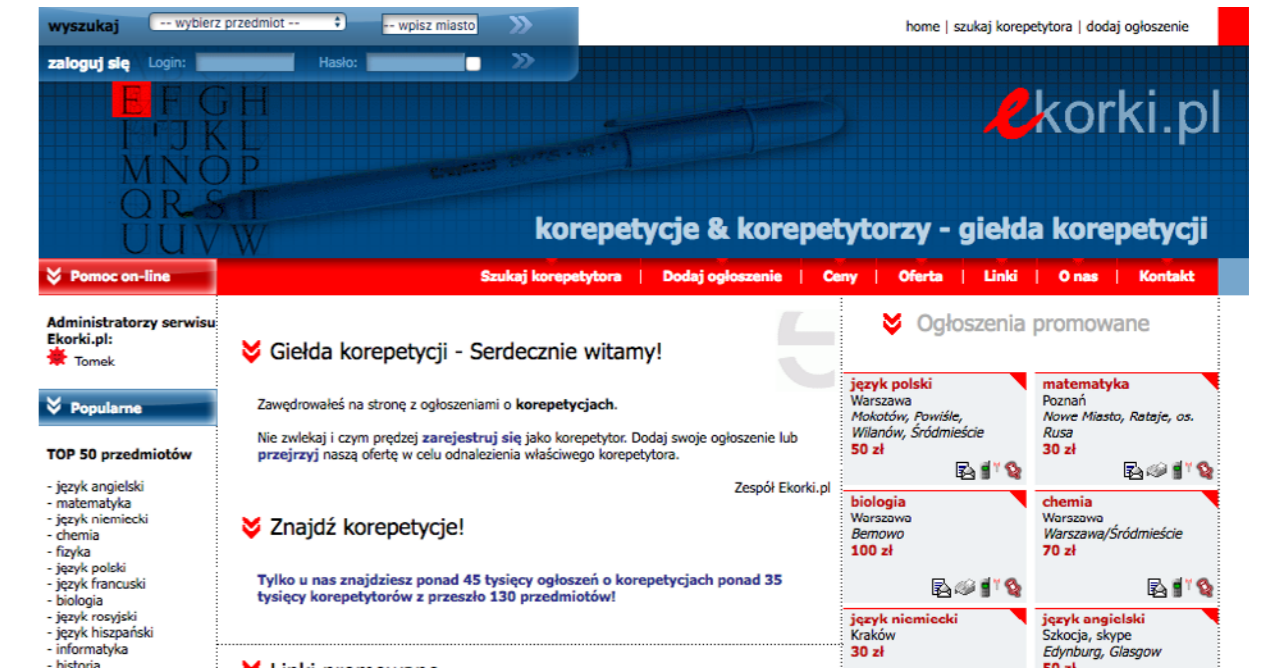 wyszukaj -- wybierz przedmiot -- -- wpisz miasto
home | szukaj korepetytora | dodaj ogłoszenie
zaloguj się Login: Hasło:
E F G H
I J K L
M N O P
Q R S T
U V W
ekorki.pl
korepetycje & korepetytorzy - giełda korepetycji
Pomoc on-line
Szukaj korepetytora | Dodaj ogłoszenie | Ceny | Oferta | Linki | O nas | Kontakt
Administratorzy serwisu
Ekorki.pl:
Tomek
Popularne
TOP 50 przedmiotów
- język angielski
- matematyka
- język niemiecki
- chemia
- fizyka
- język polski
- język francuski
- biologia
- język rosyjski
- język hiszpański
- informatyka
- historia
Giełda korepetycji - Serdecznie witamy!
Zawędrowałeś na stronę z ogłoszeniami o korepetycjach.
Nie zwlekaj i czym prędzej zarejestruj się jako korepetytor. Dodaj swoje ogłoszenie lub
przejrzyj naszą ofertę w celu odnalezienia właściwego korepetytora.
Zespół Ekorki.pl
Znajdź korepetycje!
Tylko u nas znajdziesz ponad 45 tysięcy ogłoszeń o korepetycjach ponad 35
tysięcy korepetytorów z przeszło 130 przedmiotów!
Linki promowane
Ogłoszenia promowane
język polski
Warszawa
Mokotów, Powiśle,
Wilanów, Śródmieście
50 zł
matematyka
Poznań
Nowe Miasto, Rataje, os.
Rusa
30 zł
biologia
Warszawa
Bemowo
100 zł
chemia
Warszawa
Warszawa/Śródmieście
70 zł
język niemiecki
Kraków
30 zł
język angielski
Szkocja, skype
Edynburg, Glasgow
50 zł